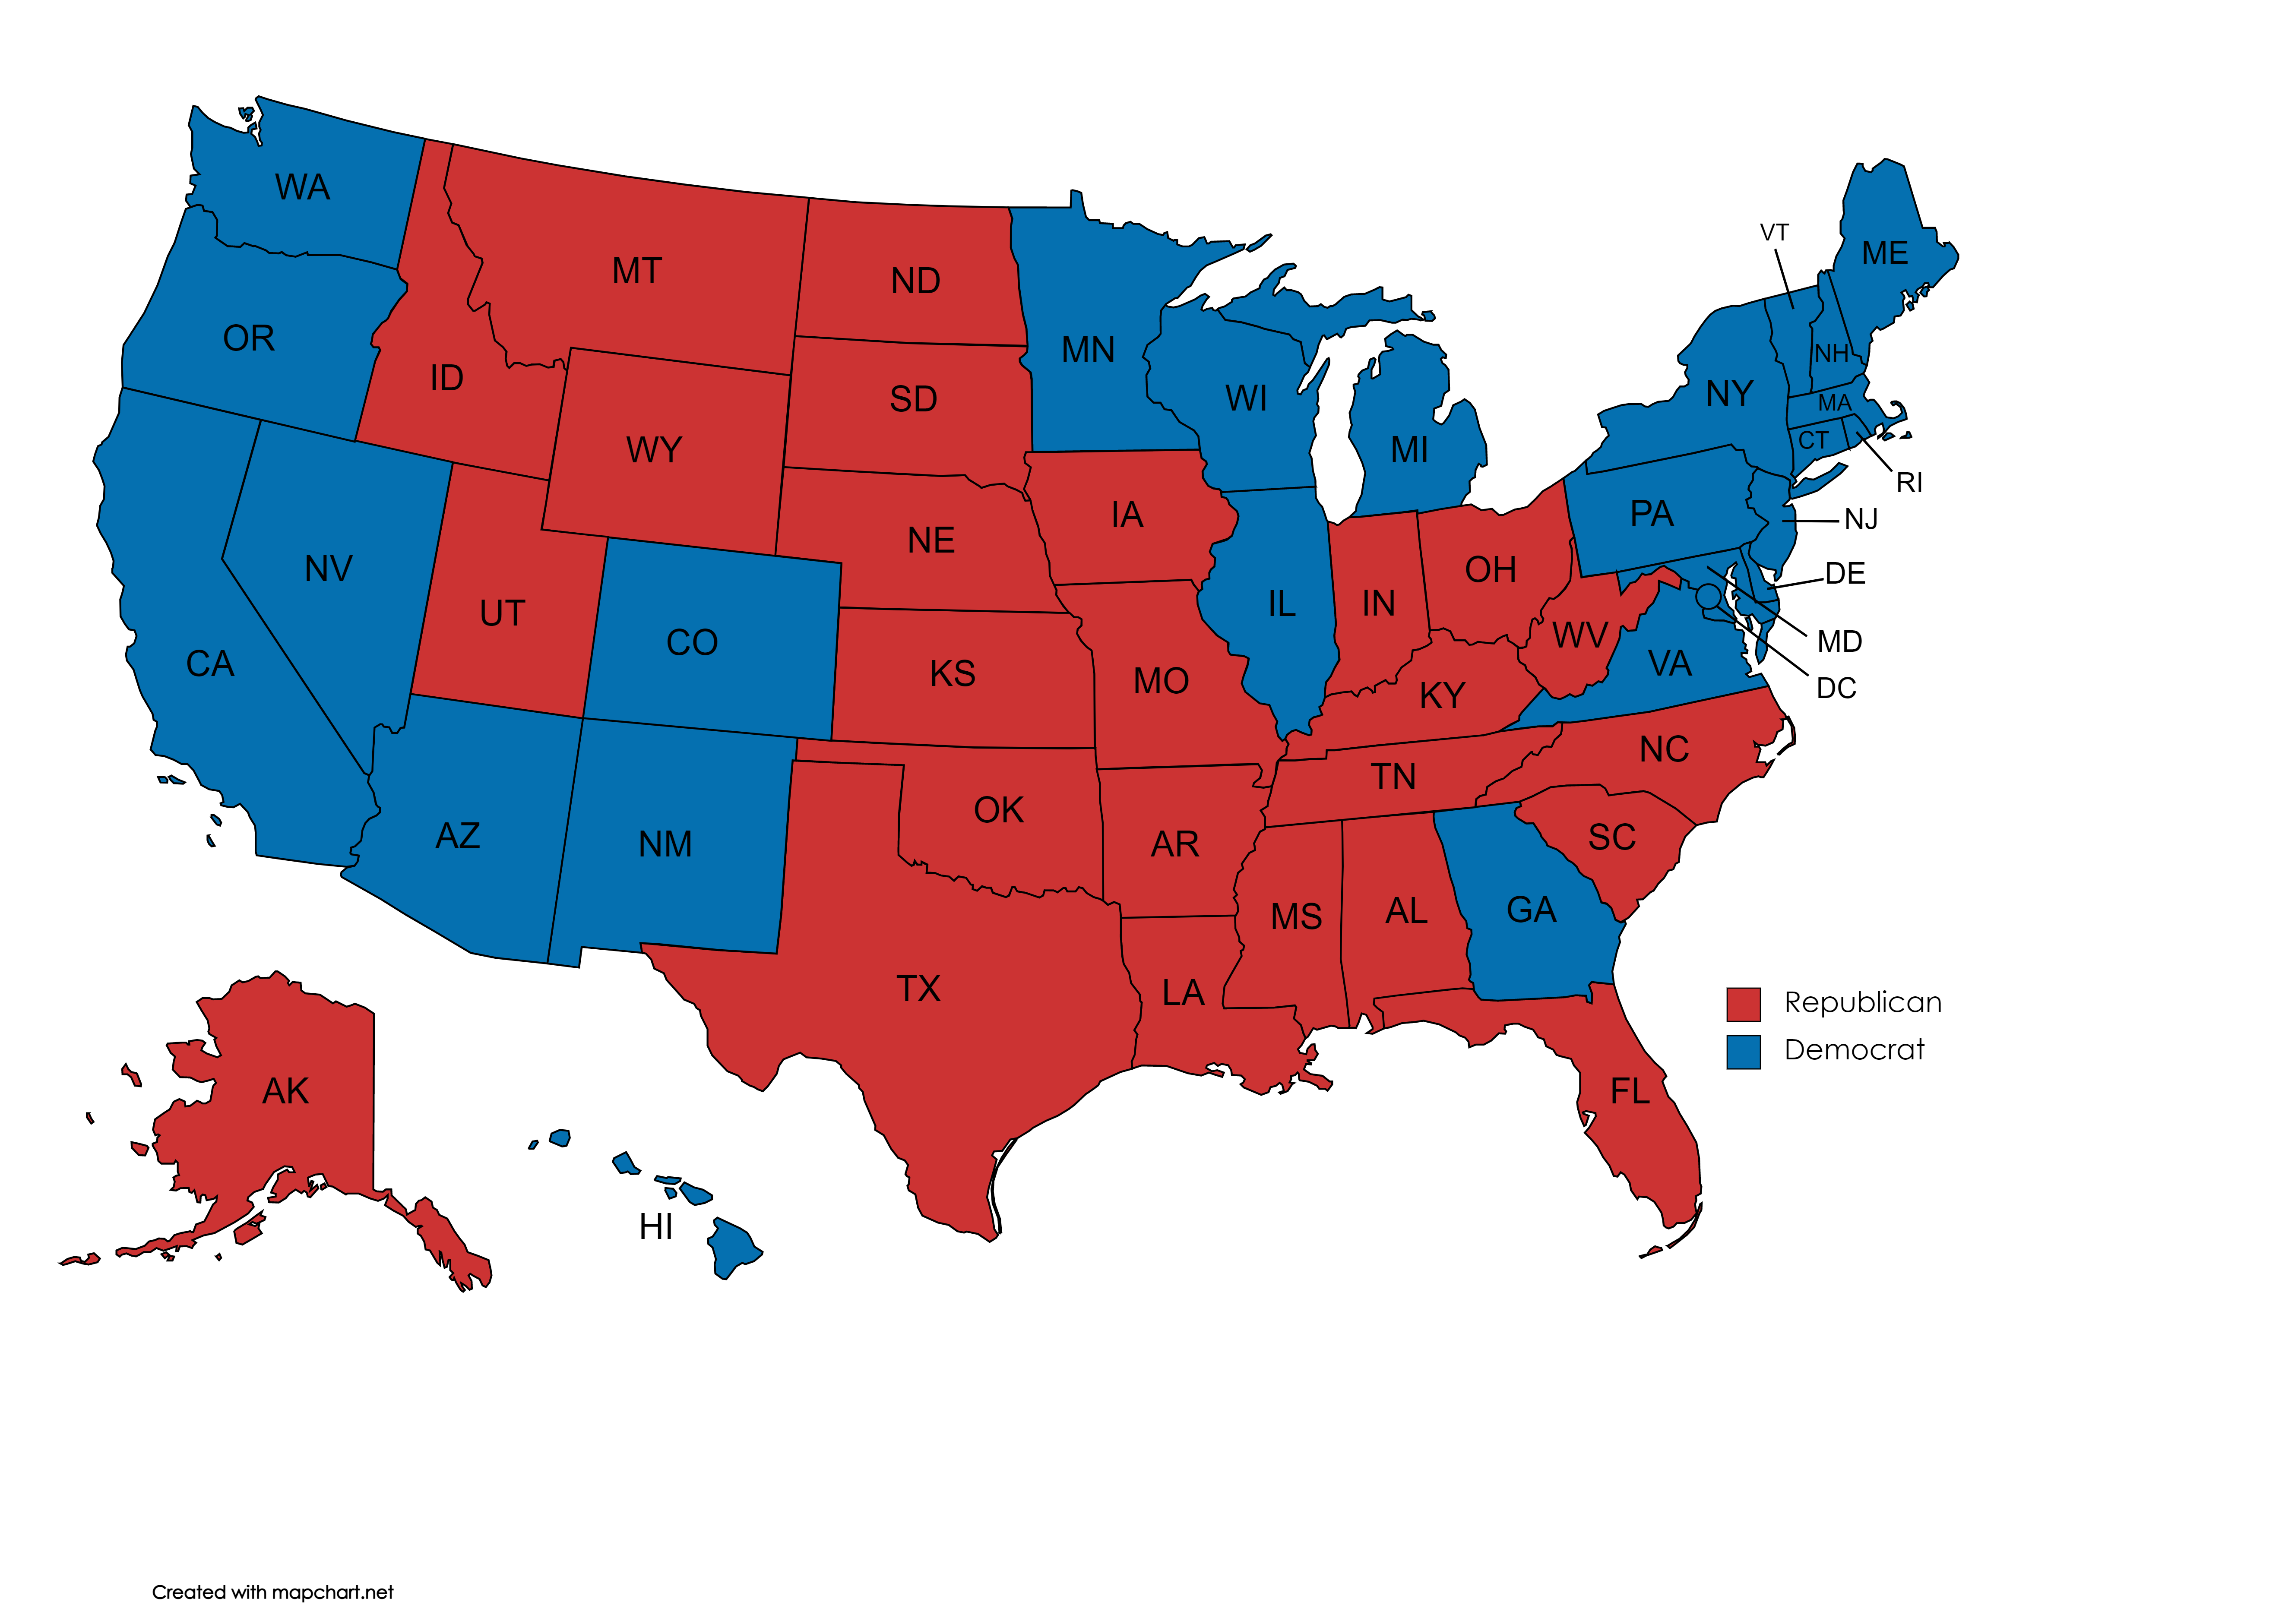 WA
VT
ME
MT
ND
OR
MN
NH
ID
NY
SD
WI
MA
WY
MI
CT
RI
PA
IA
NJ
NE
NV
OH
DE
IL
IN
UT
WV
CO
MD
CA
VA
KS
MO
DC
KY
NC
TN
OK
AZ
NM
AR
SC
MS
AL
GA
TX
LA
Republican
Democrat
AK
FL
HI
Created with mapchart.net